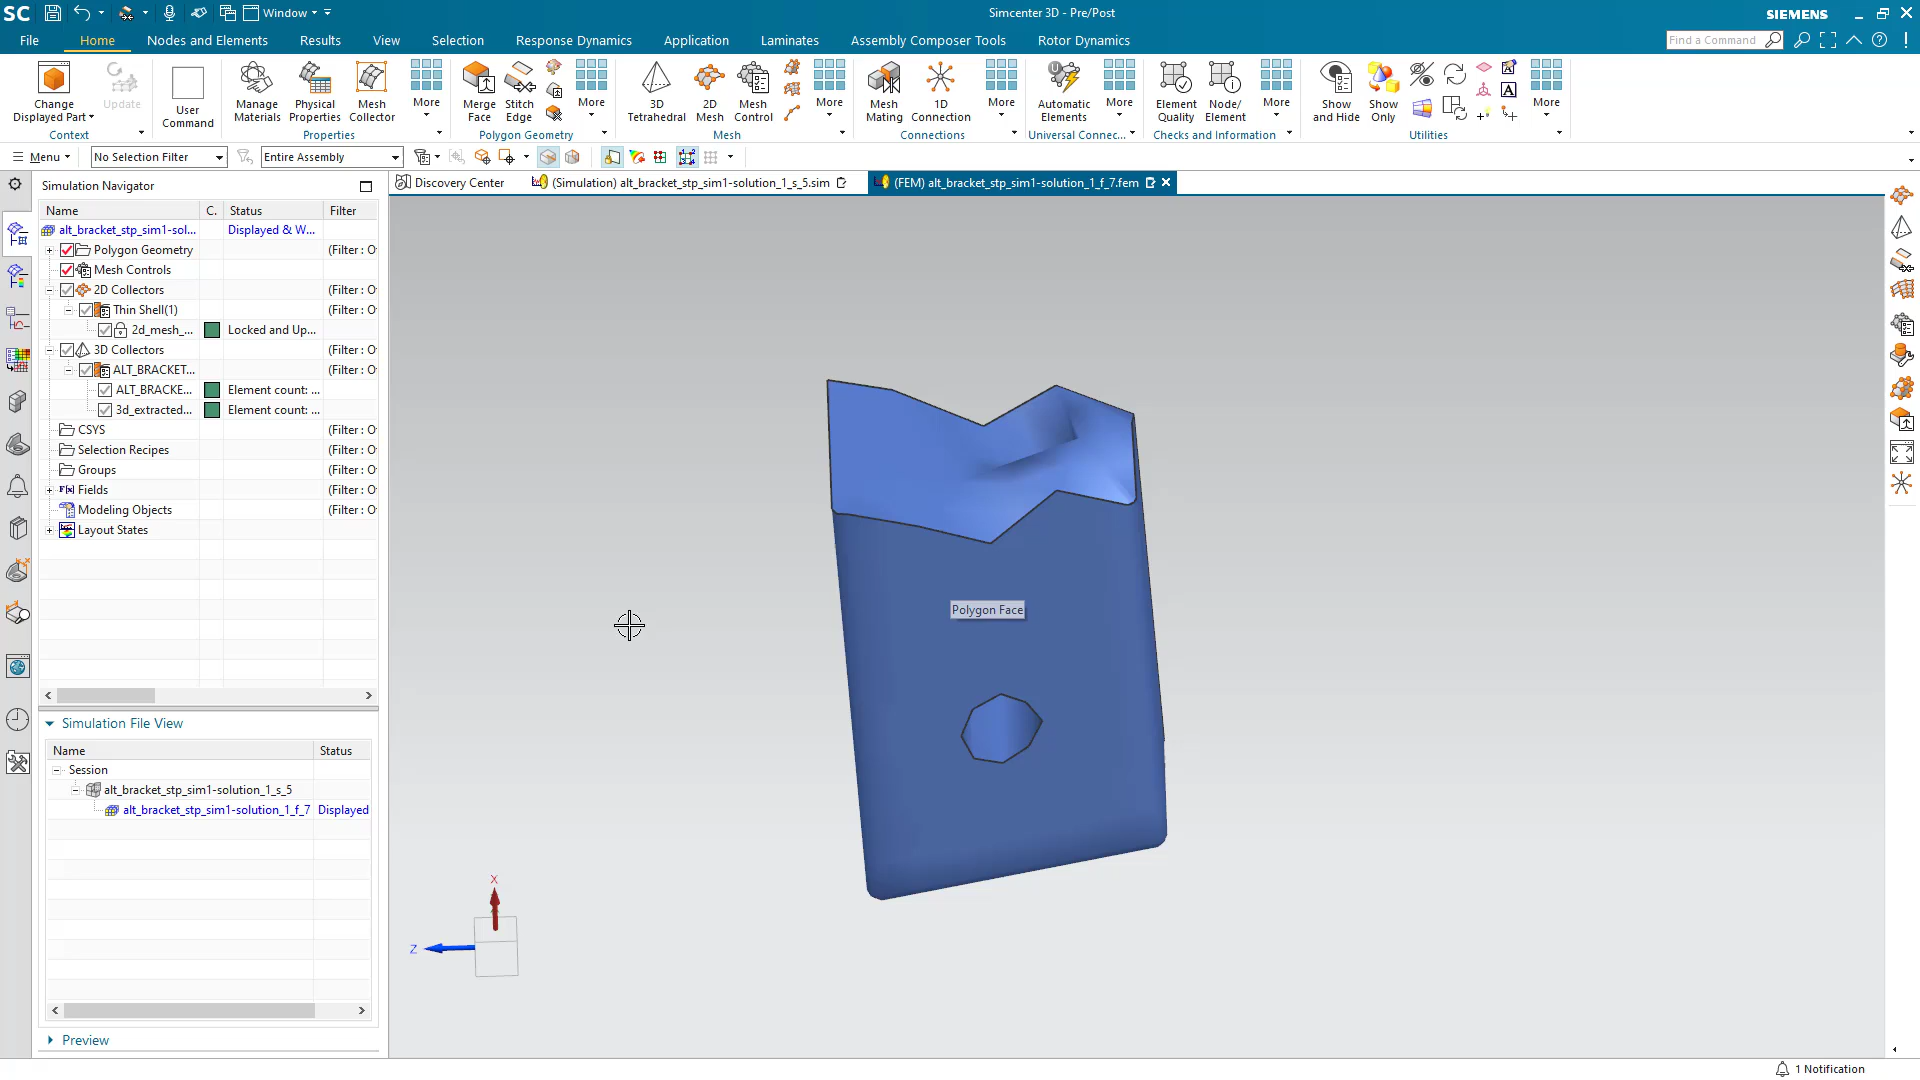 SC Window Simcenter 3D - Pre/Post SIEMENS
File Home Nodes and Elements Results View Selection Response Dynamics Application Laminates Assembly Composer Tools Rotor Dynamics Find a Command
Change Displayed Part Update User Command Manage Materials Physical Properties Mesh Collector More Merge Face Stitch Edge More 3D Tetrahedral 2D Mesh Mesh Control More Mesh Mating 1D Connection More Automatic Elements More Element Quality Node/ Element More Show and Hide Show Only More
Context Properties Polygon Geometry Mesh Connections Universal Connec... Checks and Information Utilities
Menu No Selection Filter Entire Assembly
Simulation Navigator
Discovery Center (Simulation) alt_bracket_stp_sim1-solution_1_s_5.sim (FEM) alt_bracket_stp_sim1-solution_1_f_7.fem
Name C. Status Filter
alt_bracket_stp_sim1-sol... Displayed & W...
Polygon Geometry (Filter : O
Mesh Controls
2D Collectors (Filter : O
Thin Shell(1) (Filter : O
2d_mesh_... Locked and Up...
3D Collectors (Filter : O
ALT_BRACKET... (Filter : O
ALT_BRACKE... Element count: ...
3d_extracted... Element count: ...
CSYS (Filter : O
Selection Recipes (Filter : O
Groups (Filter : O
Fields (Filter : O
Modeling Objects (Filter : O
Layout States
Polygon Face
Simulation File View
Name Status
Session
alt_bracket_stp_sim1-solution_1_s_5
alt_bracket_stp_sim1-solution_1_f_7 Displayed
X
Z
Preview
1 Notification